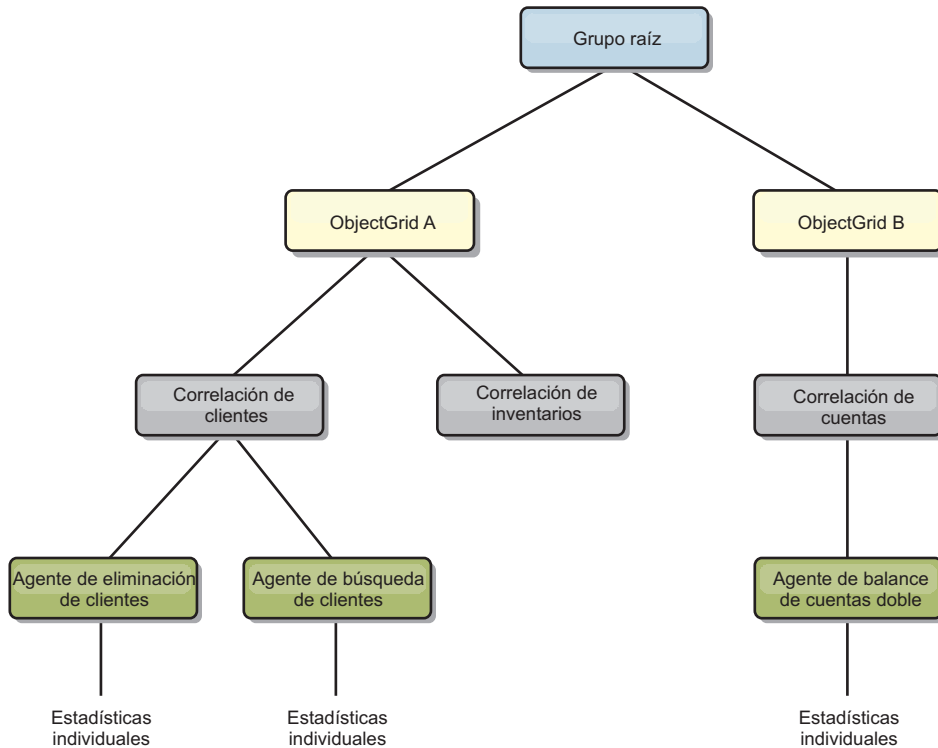 Grupo raíz
ObjectGrid A
ObjectGrid B
Correlación de
clientes
Correlación de
inventarios
Correlación de
cuentas
Agente de eliminación
de clientes
Agente de búsqueda
de clientes
Agente de balance
de cuentas doble
Estadísticas
individuales
Estadísticas
individuales
Estadísticas
individuales